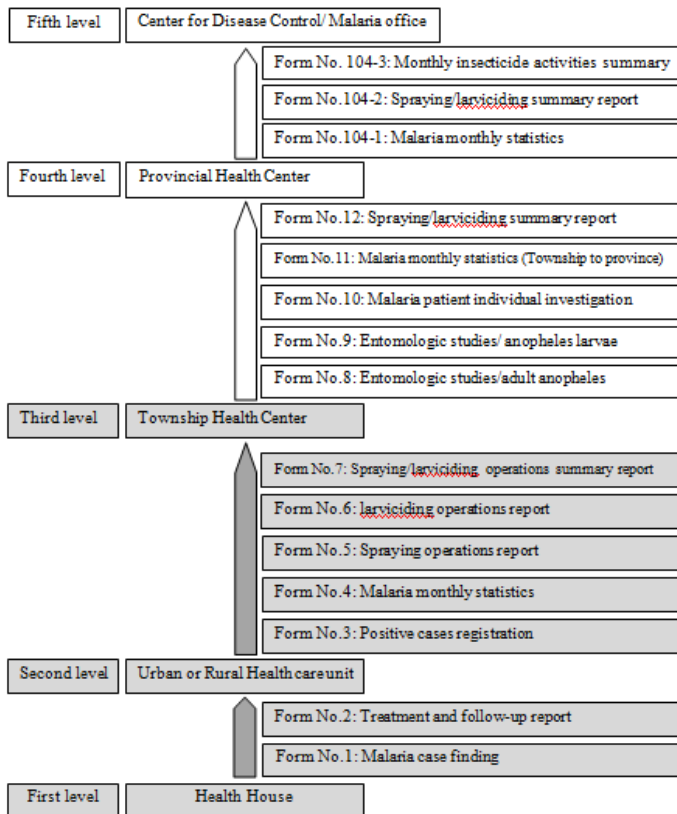 Fifth level Center for Disease Control/ Malaria office
Form No. 104-3: Monthly insecticide activities summary
Form No.104-2: Spraying/larviciding summary report
Form No.104-1: Malaria monthly statistics
Fourth level Provincial Health Center
Form No.12: Spraying/larviciding summary report
Form No.11: Malaria monthly statistics (Township to province)
Form No.10: Malaria patient individual investigation
Form No.9: Entomologic studies/ anopheles larvae
Form No.8: Entomologic studies/adult anopheles
Third level Township Health Center
Form No.7: Spraying/larviciding operations summary report
Form No.6: larviciding operations report
Form No.5: Spraying operations report
Form No.4: Malaria monthly statistics
Form No.3: Positive cases registration
Second level Urban or Rural Health care unit
Form No.2: Treatment and follow-up report
Form No.1: Malaria case finding
First level Health House